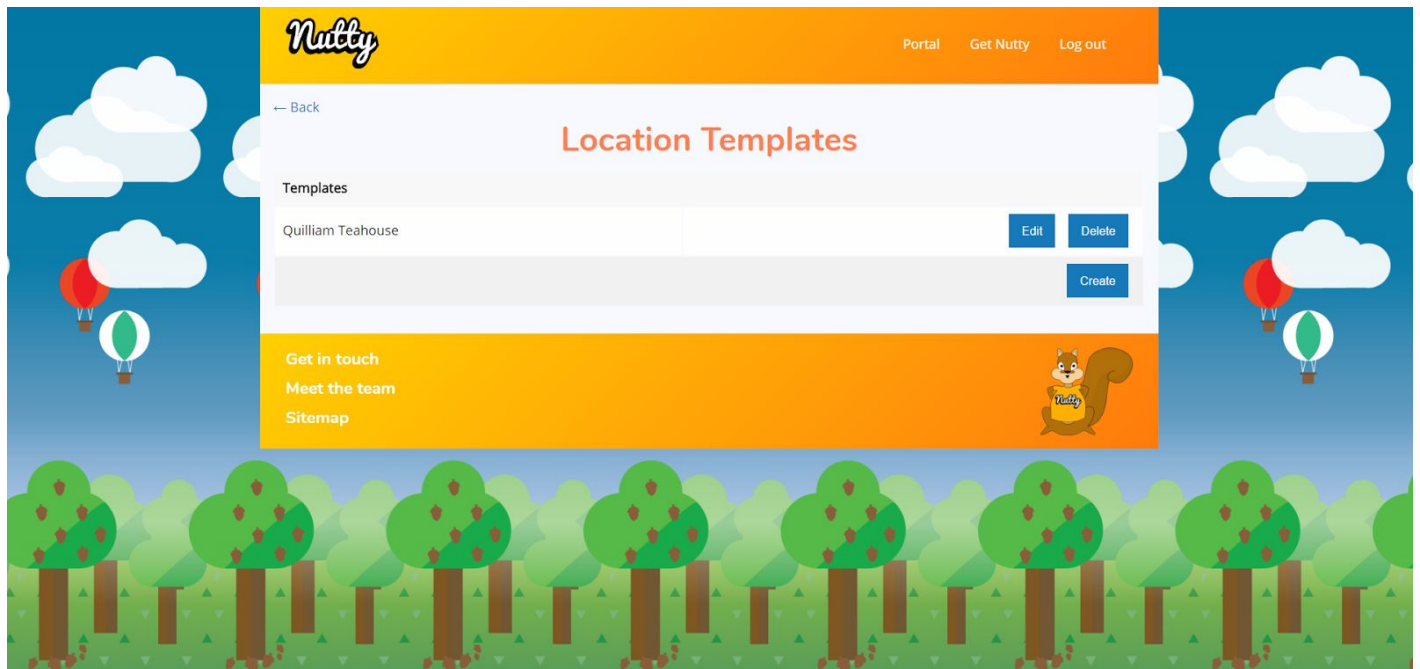 Nutty
Portal Get Nutty Log out
← Back
Location Templates
Templates
Quilliam Teahouse Edit Delete
Create
Get in touch
Meet the team
Sitemap
Nutty